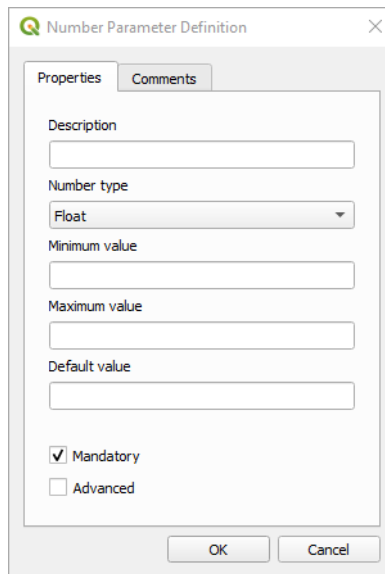 Number Parameter Definition
Properties
Comments
Description
Number type
Float
Minimum value
Maximum value
Default value
Mandatory
Advanced
OK
Cancel